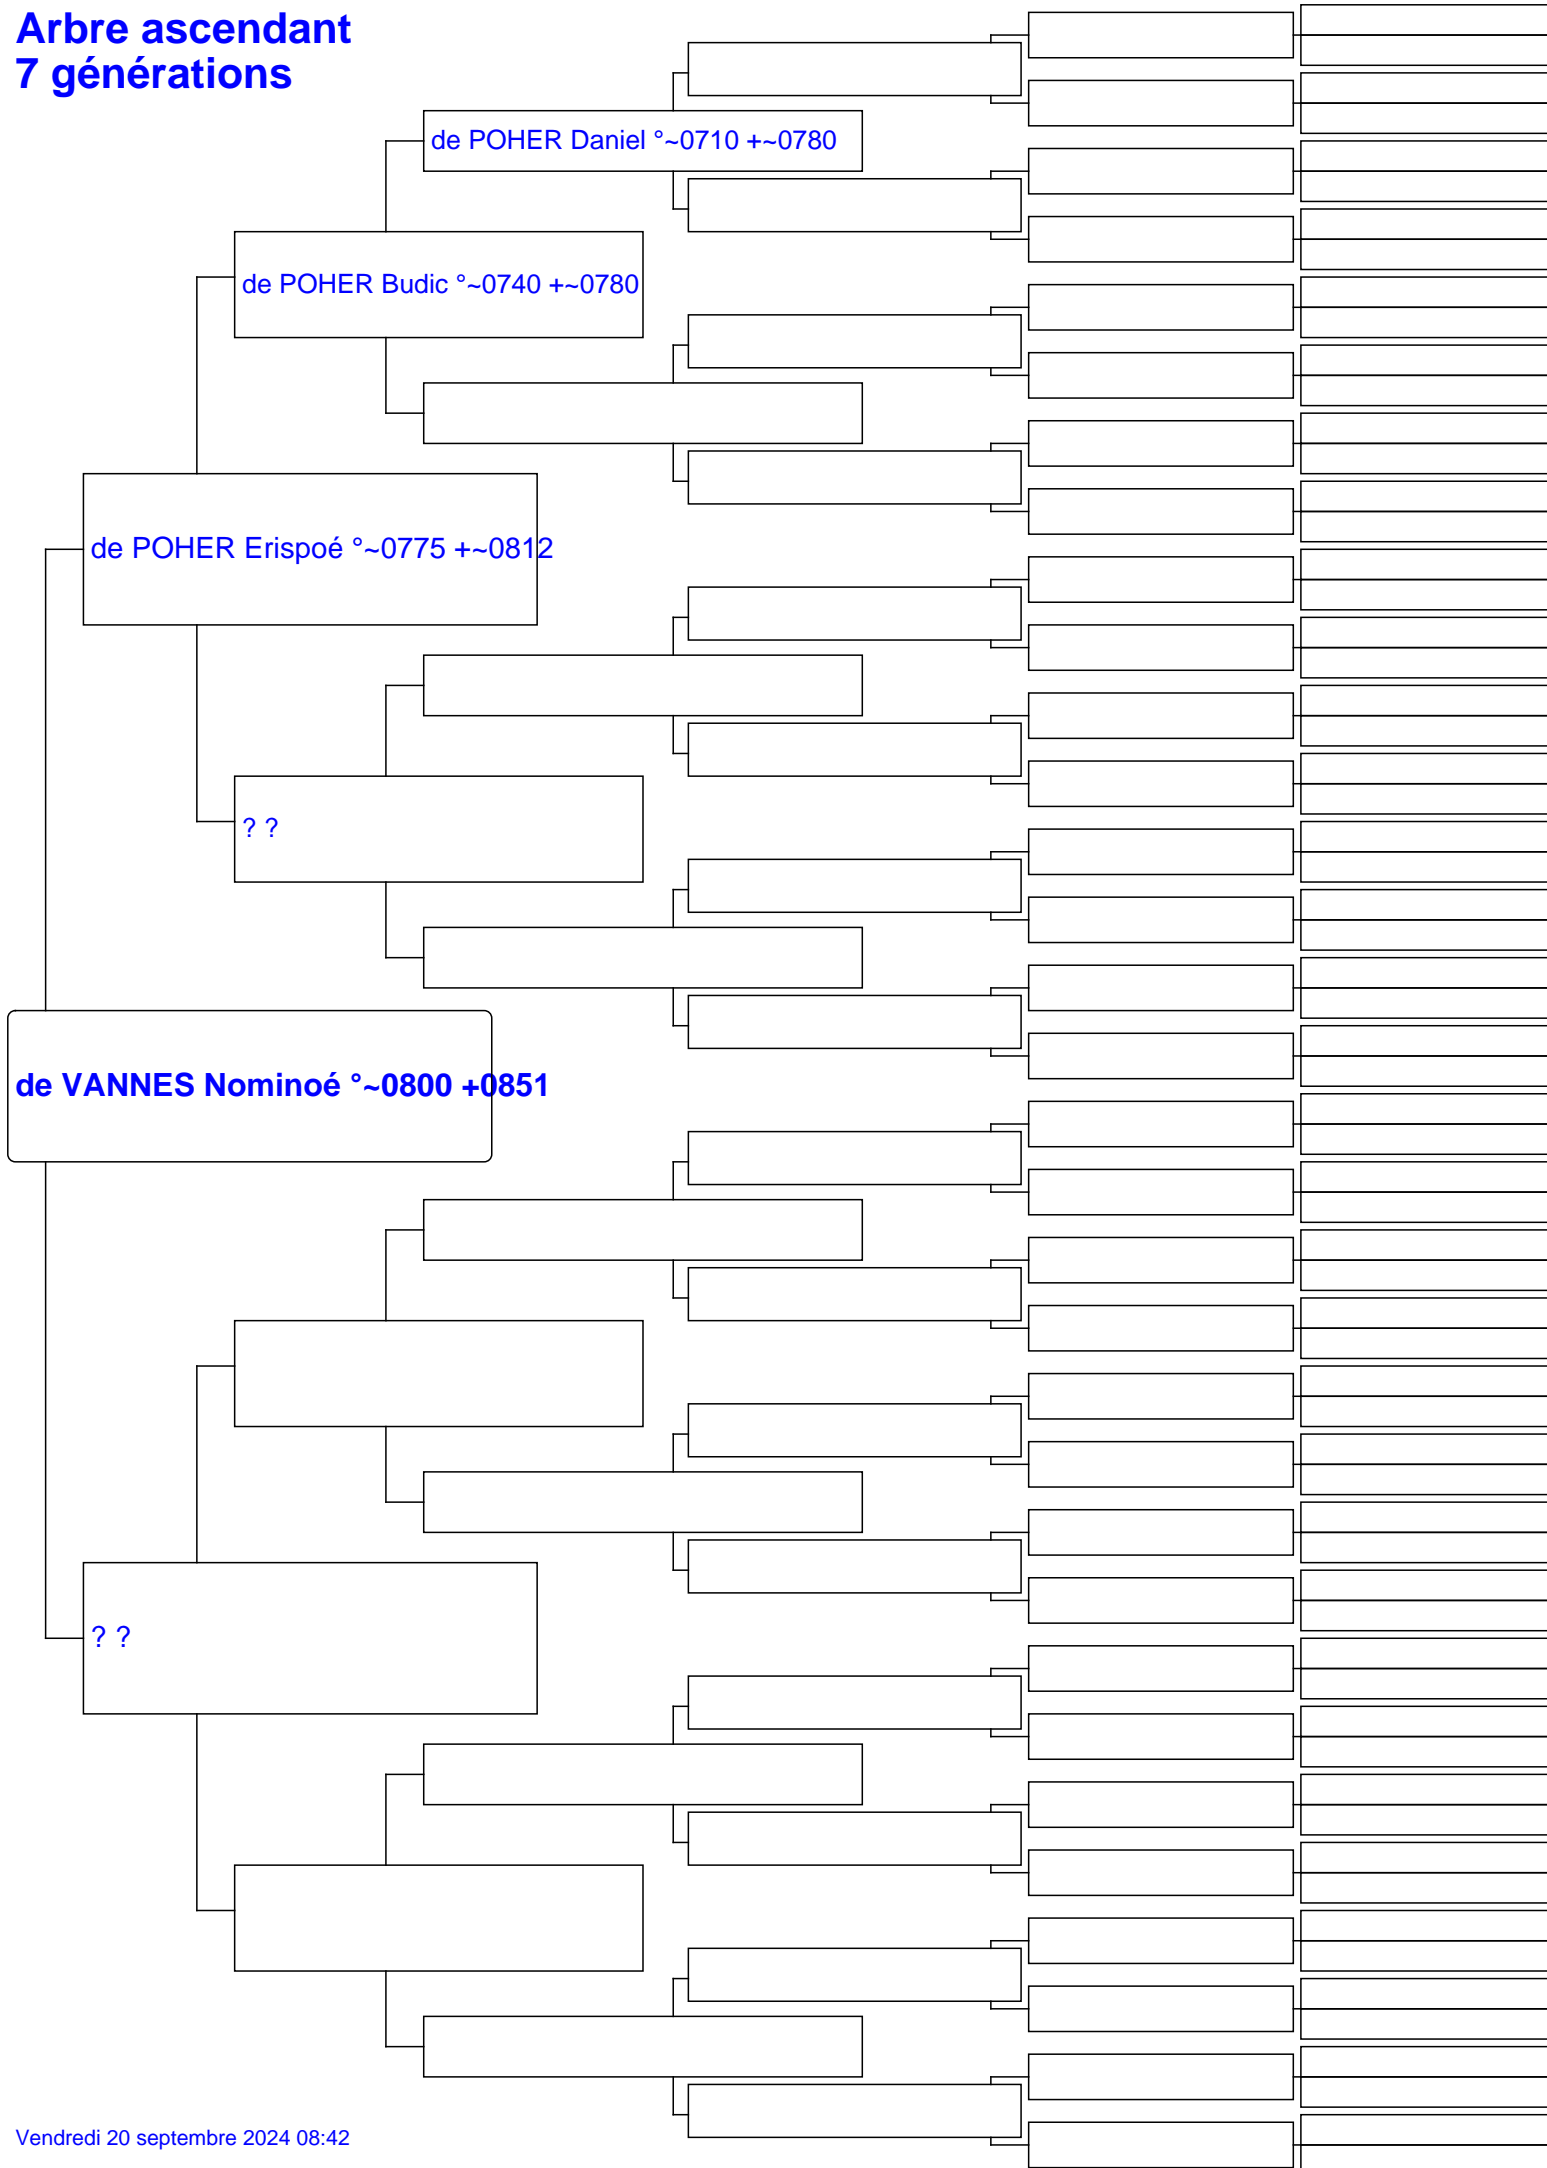 Arbre ascendant
7 générations
de POHER Daniel °~0710 +~0780
de POHER Budic °~0740 +~0780
de POHER Erispoé °~0775 +~0812
? ?
de VANNES Nominoé °~0800 +0851
? ?
Vendredi 20 septembre 2024 08:42